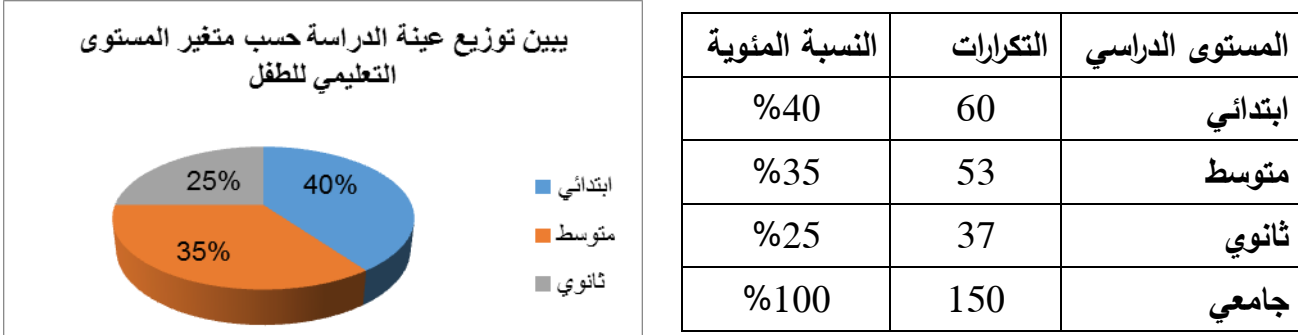 يبين توزيع عينة الدراسة حسب متغير المستوى
التعليمي للطفل
25% 40%
35%
ابتدائي
متوسط
ثانوي
المستوى الدراسي التكرارات النسبة المئوية
ابتدائي 60 %40
متوسط 53 %35
ثانوي 37 %25
جامعي 150 %100